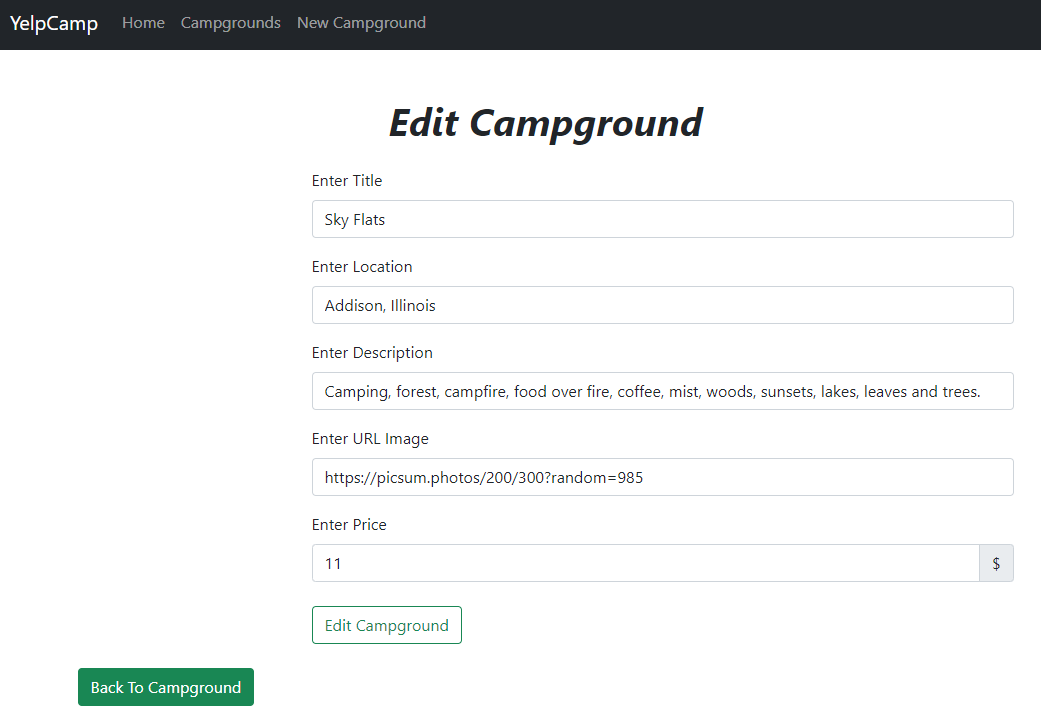 YelpCamp Home Campgrounds New Campground
Edit Campground
Enter Title
Sky Flats
Enter Location
Addison, Illinois
Enter Description
Camping, forest, campfire, food over fire, coffee, mist, woods, sunsets, lakes, leaves and trees.
Enter URL Image
https://picsum.photos/200/300?random=985
Enter Price
11 $
Edit Campground
Back To Campground